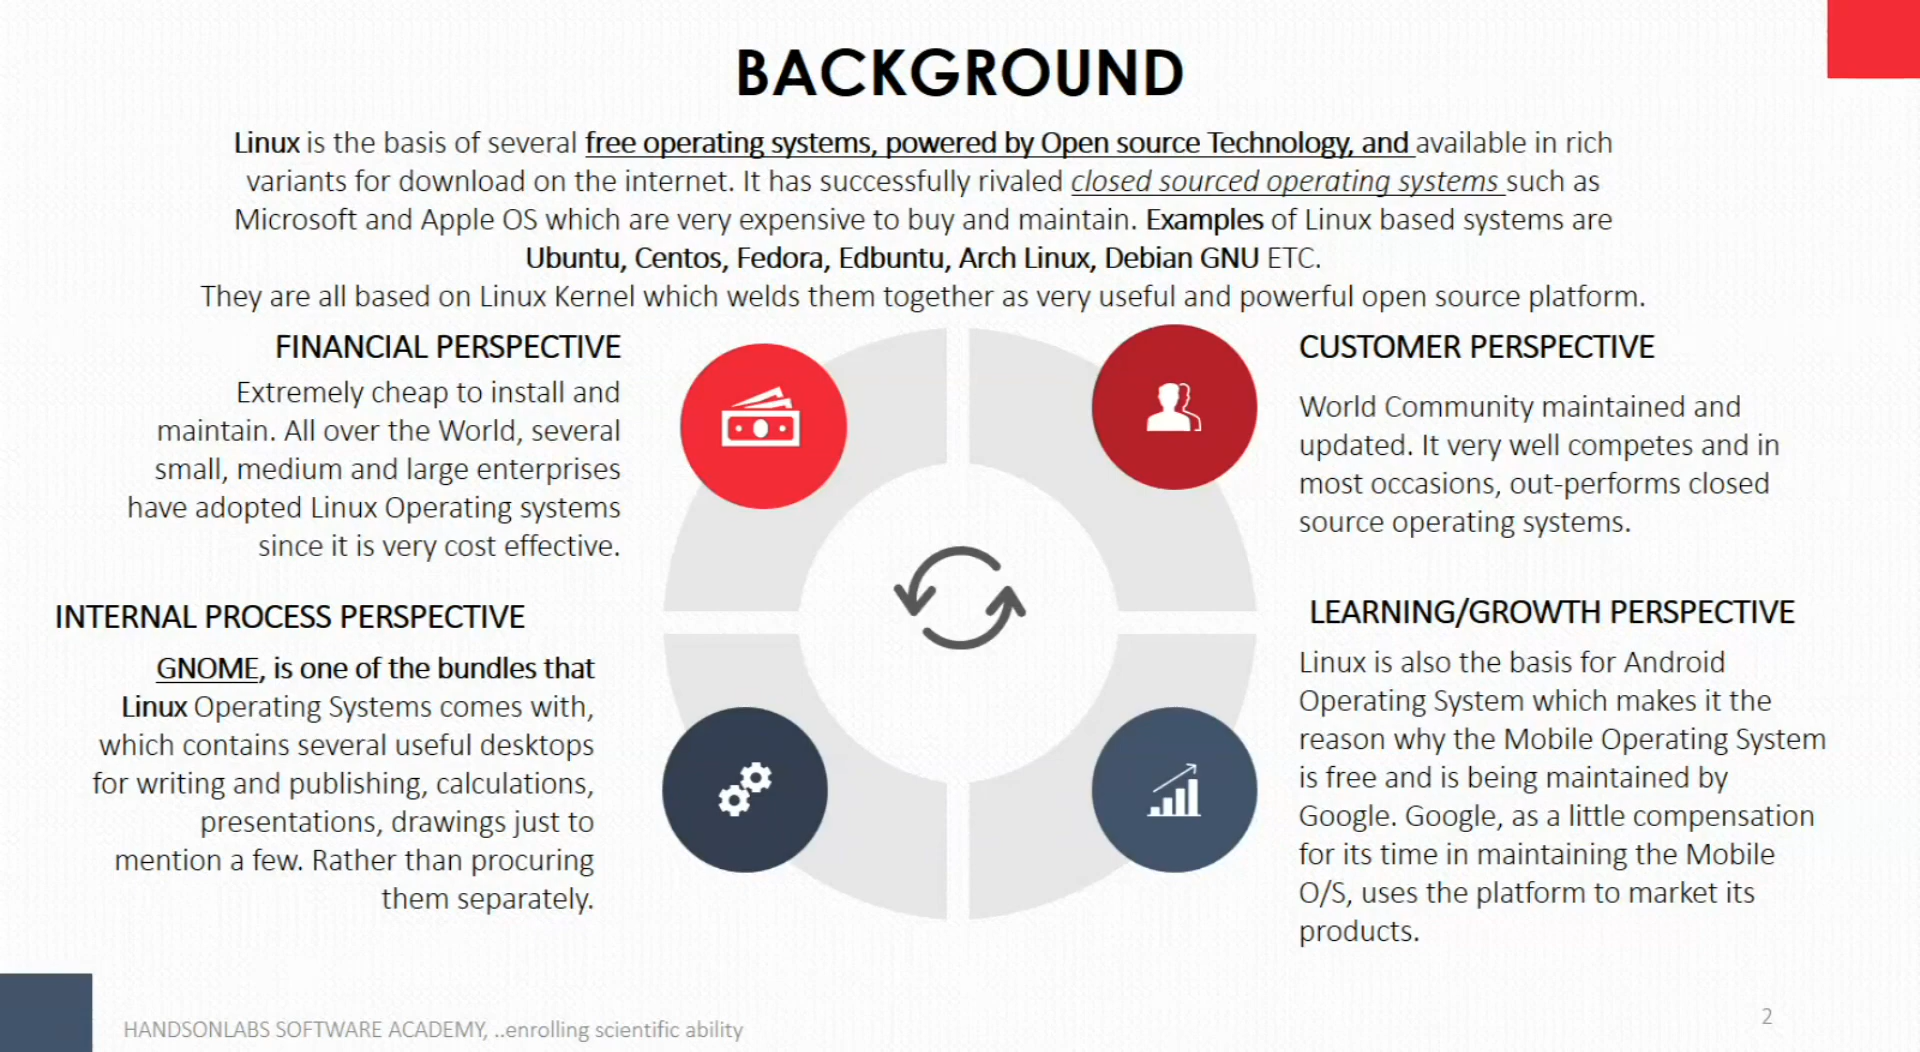 BACKGROUND
Linux is the basis of several free operating systems, powered by Open source Technology, and available in rich
variants for download on the internet. It has successfully rivaled closed sourced operating systems such as
Microsoft and Apple OS which are very expensive to buy and maintain. Examples of Linux based systems are
Ubuntu, Centos, Fedora, Edbuntu, Arch Linux, Debian GNU ETC.
They are all based on Linux Kernel which welds them together as very useful and powerful open source platform.
FINANCIAL PERSPECTIVE
Extremely cheap to install and
maintain. All over the World, several
small, medium and large enterprises
have adopted Linux Operating systems
since it is very cost effective.
CUSTOMER PERSPECTIVE
World Community maintained and
updated. It very well competes and in
most occasions, out-performs closed
source operating systems.
INTERNAL PROCESS PERSPECTIVE
GNOME, is one of the bundles that
Linux Operating Systems comes with,
which contains several useful desktops
for writing and publishing, calculations,
presentations, drawings just to
mention a few. Rather than procuring
them separately.
LEARNING/GROWTH PERSPECTIVE
Linux is also the basis for Android
Operating System which makes it the
reason why the Mobile Operating System
is free and is being maintained by
Google. Google, as a little compensation
for its time in maintaining the Mobile
O/S, uses the platform to market its
products.
HANDSONLABS SOFTWARE ACADEMY, ..enrolling scientific ability
2